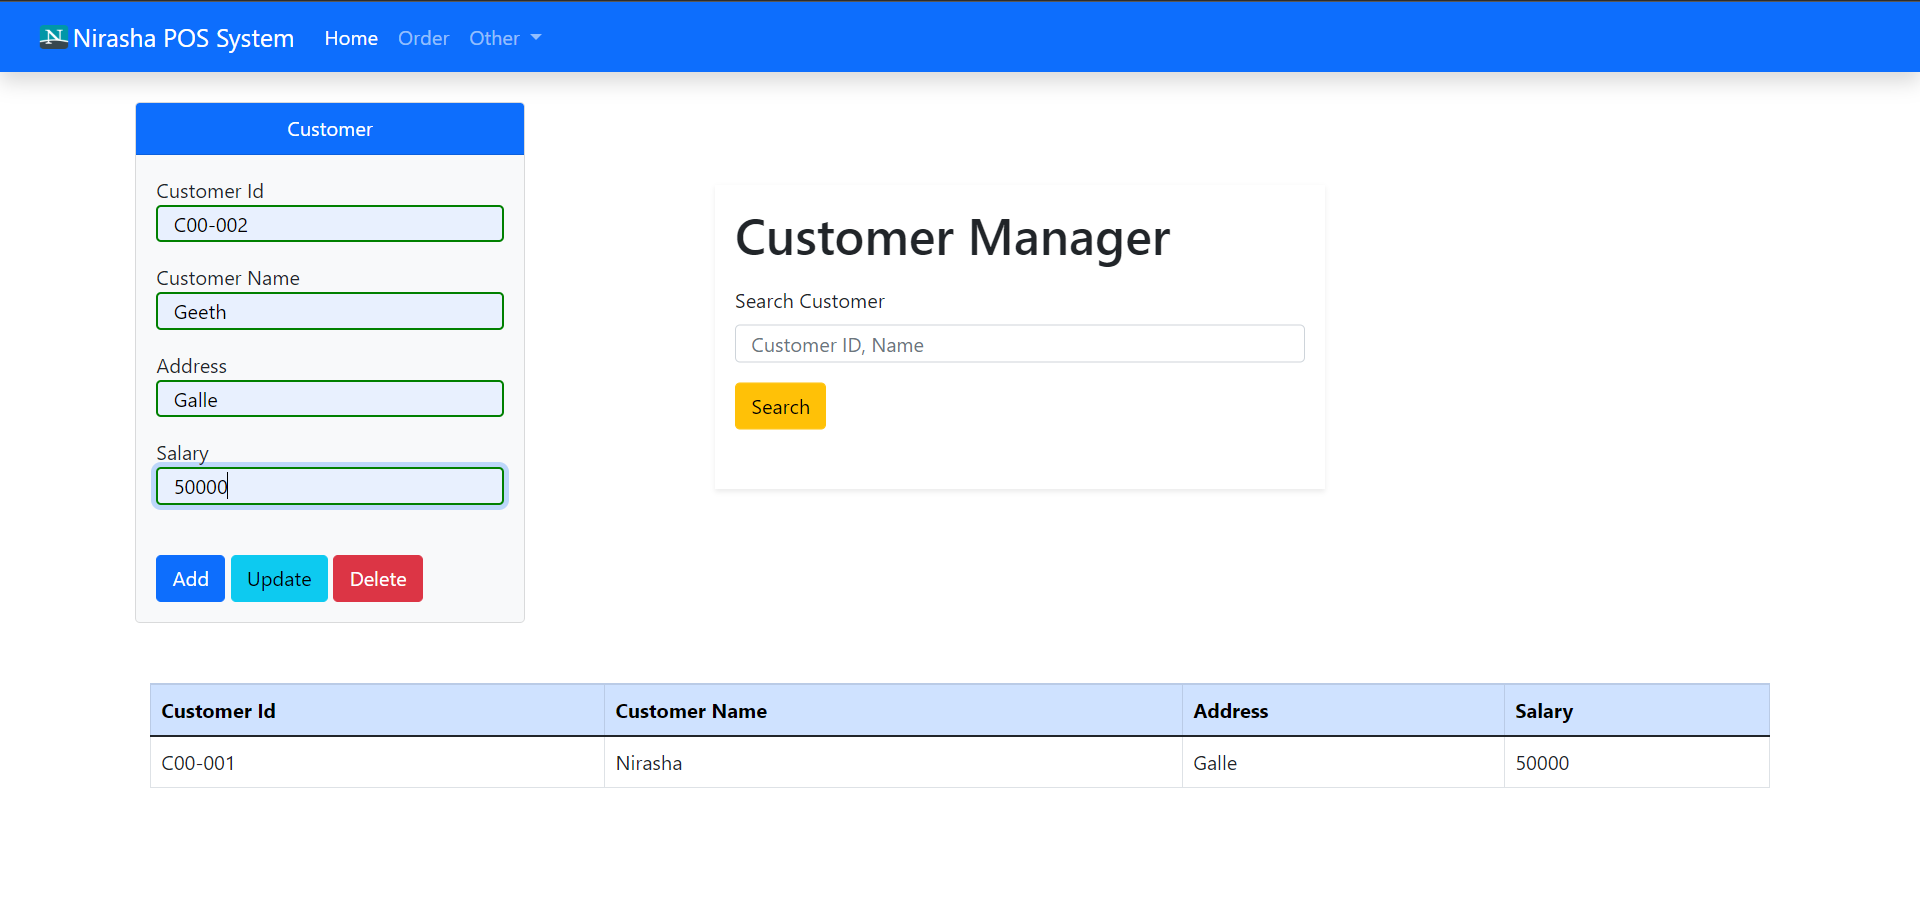 N Nirasha POS System Home Order Other
Customer
Customer Id
C00-002
Customer Name
Geeth
Address
Galle
Salary
50000
Add Update Delete
Customer Manager
Search Customer
Customer ID, Name
Search
Customer Id Customer Name Address Salary
C00-001 Nirasha Galle 50000